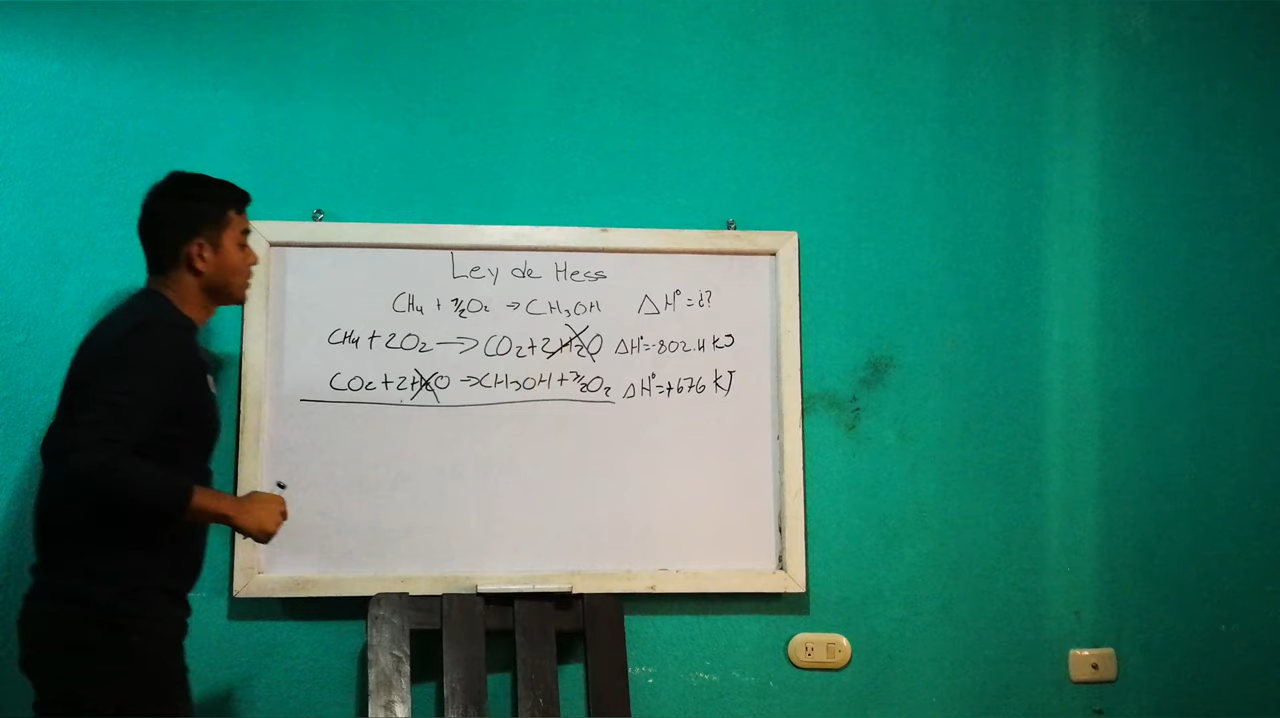 Ley de Hess
CH4 + ⁷/₂O2 → CH3OH ΔH° = ¿?
CH4 + 2O2 → CO2 + 2H2O ΔH°=-802.4 KJ
CO2 + 2H2O → CH3OH + ³/₂O2 ΔH°=+676 KJ